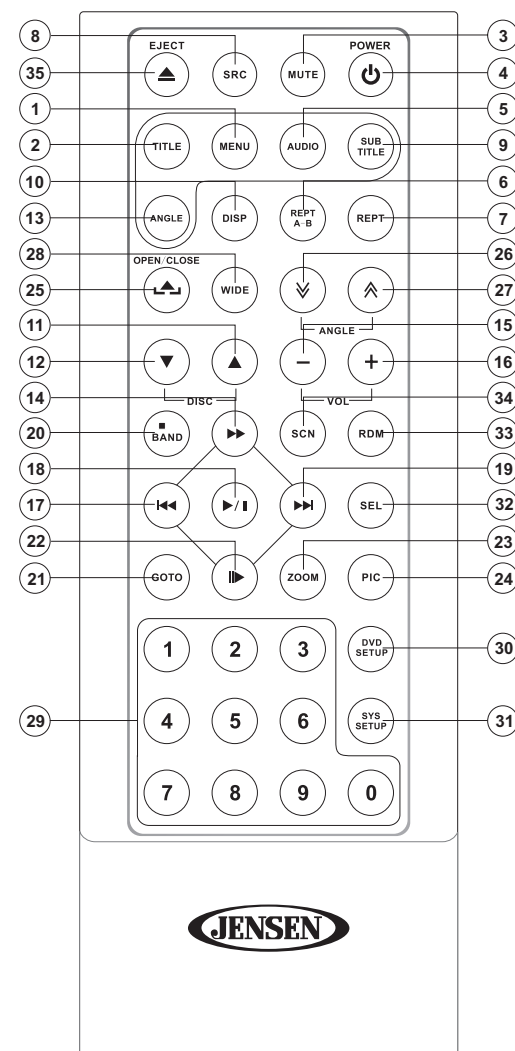 8 3
EJECT POWER
35 SRC MUTE 4
1 5
2 TITLE MENU AUDIO SUB TITLE 9
10 6
13 ANGLE DISP REPT A-B REPT 7
28 26
OPEN/CLOSE
25 WIDE 27
11 ANGLE 15
12 − + 16
14 DISC VOL 34
20 BAND SCN RDM 33
18 19
17 SEL 32
22 23
21 GOTO ZOOM PIC 24
1 2 3 DVD SETUP 30
29 4 5 6 SYS SETUP 31
7 8 9 0
JENSEN